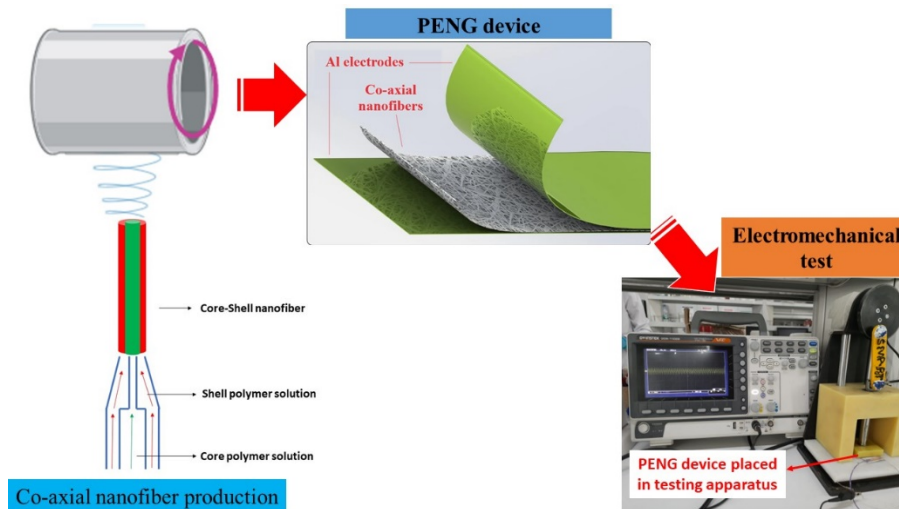 PENG device
Al electrodes
Co-axial
nanofibers
Electromechanical
test
Core-Shell nanofiber
Shell polymer solution
Core polymer solution
PENG device placed
in testing apparatus
Co-axial nanofiber production